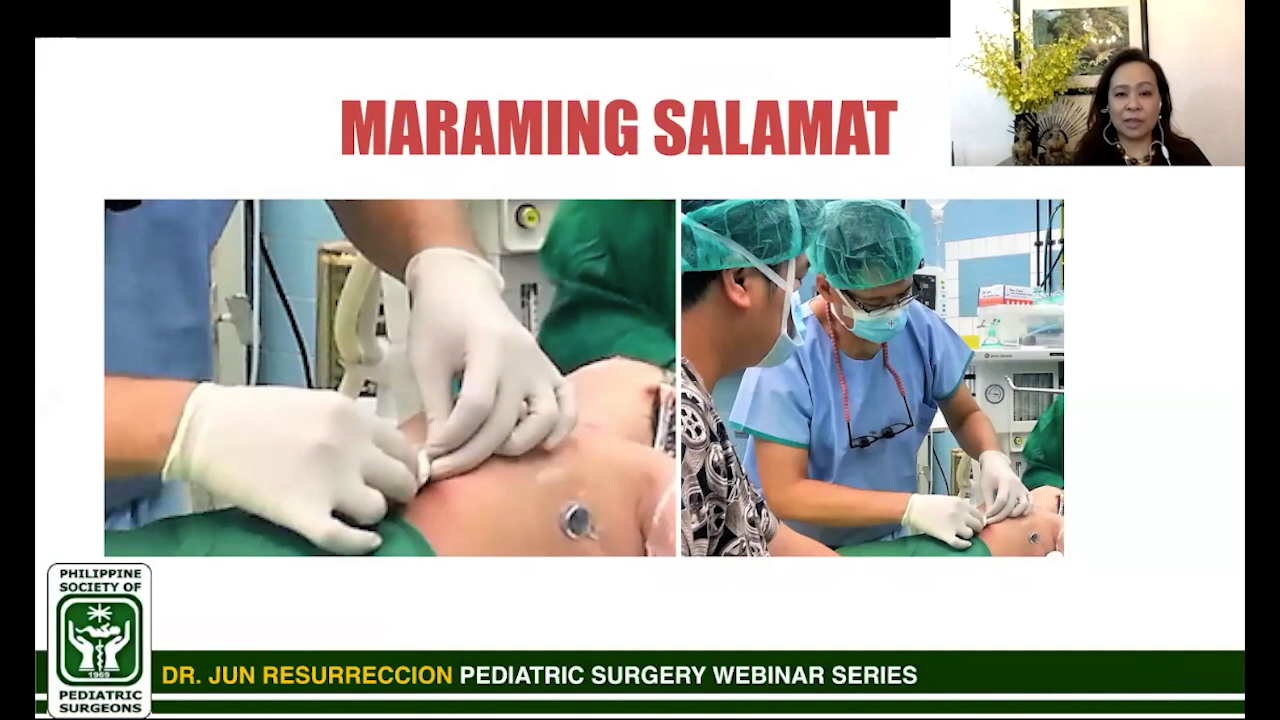 MARAMING SALAMAT
PHILIPPINE
SOCIETY OF
1969
PEDIATRIC
SURGEONS
DR. JUN RESURRECCION PEDIATRIC SURGERY WEBINAR SERIES